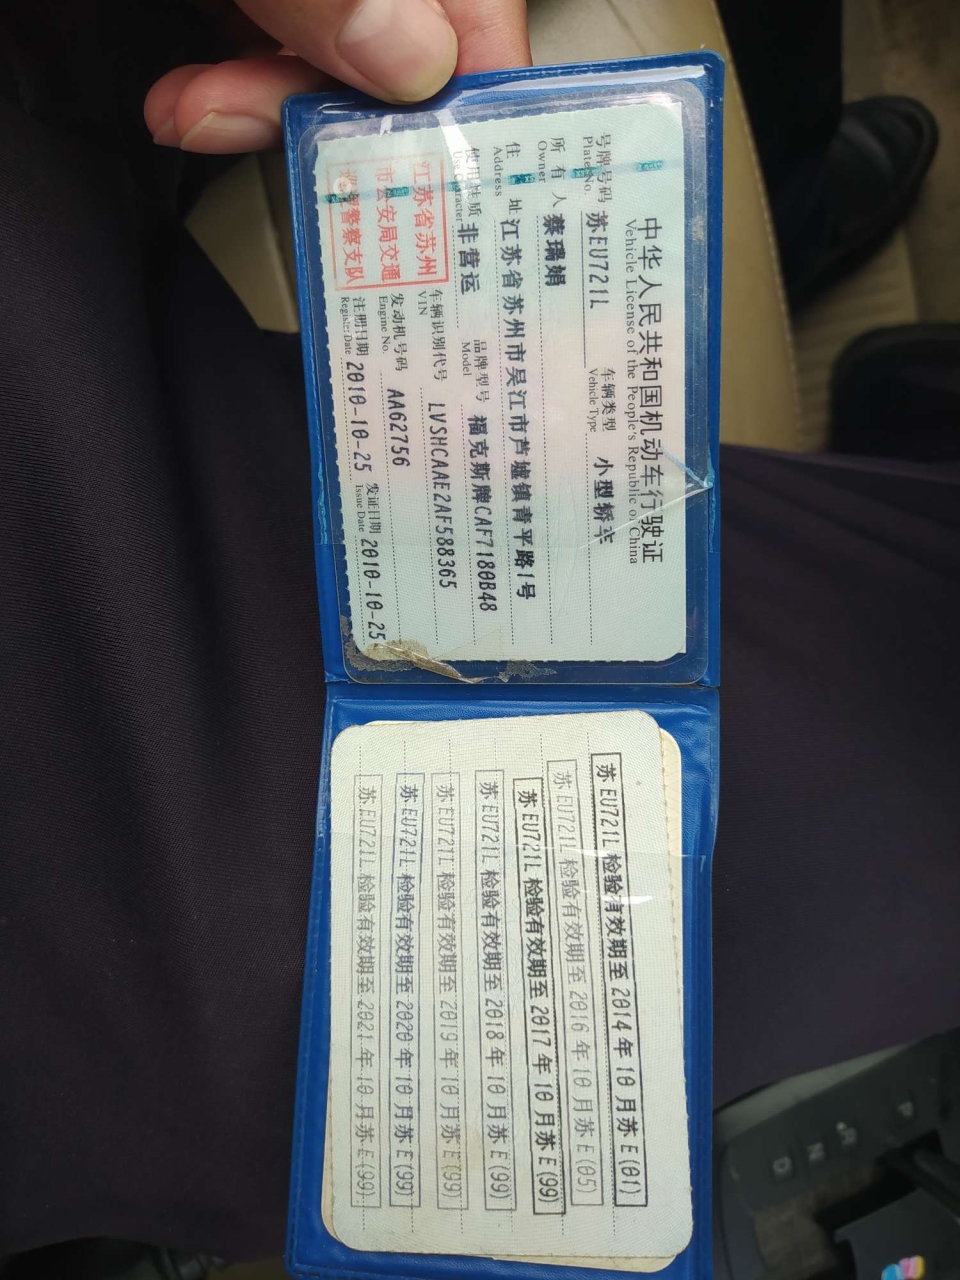 中华人民共和国机动车行驶证
Vehicle License of the People's Republic of China
号牌号码 苏EU721L 车辆类型 小型轿车
Plate No. Vehicle Type
所有人 蔡瑞娟
Owner
住址 江苏省苏州市吴江市芦墟镇青平路1号
Address
使用性质 非营运 品牌型号 福克斯牌CAF7180B48
Use Character Model
江苏省苏州
市公安局交通
巡逻警察支队
车辆识别代号 LVSHCAAE2AF588365
VIN
发动机号码 AA62756
Engine No.
注册日期 2010-10-25 发证日期 2010-10-25
Register Date Issue Date
苏EU721L 检验有效期至 2014年10月苏E(01)
苏EU721L 检验有效期至 2016年10月苏E(05)
苏EU721L 检验有效期至 2017年10月苏E(99)
苏EU721L 检验有效期至 2018年10月苏E(99)
苏EU721L 检验有效期至 2019年10月苏E(99)
苏EU721L 检验有效期至 2020年10月苏E(99)
苏EU721L 检验有效期至 2021年10月苏E(99)
P
R
N
D